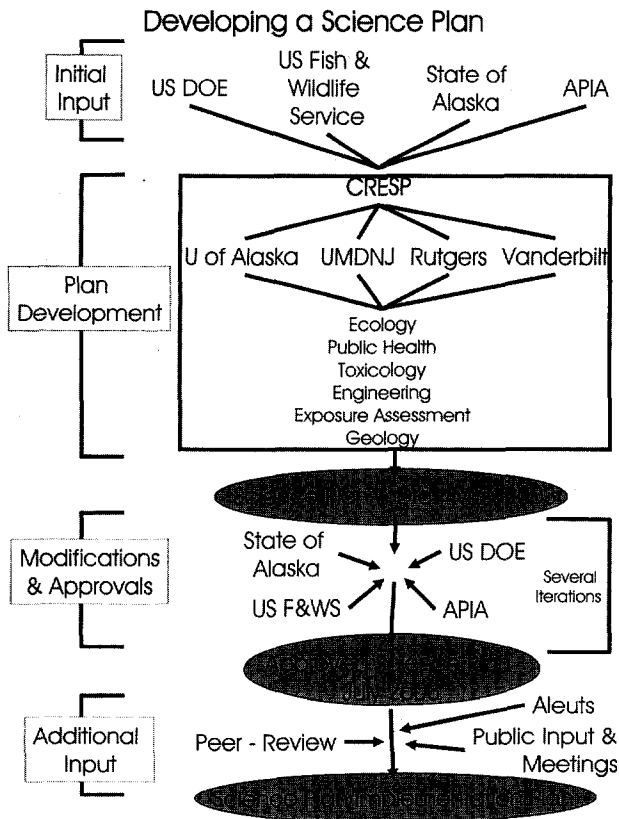 Developing a Science Plan
Initial
Input
US DOE
US Fish &
Wildlife
Service
State of
Alaska
APIA
Plan
Development
CRESP
U of Alaska
UMDNJ
Rutgers
Vanderbilt
Ecology
Public Health
Toxicology
Engineering
Exposure Assessment
Geology
Modifications
& Approvals
State of
Alaska
US DOE
US F&WS
APIA
Several
Iterations
Additional
Input
Peer - Review
Aleuts
Public Input &
Meetings
Science Plan